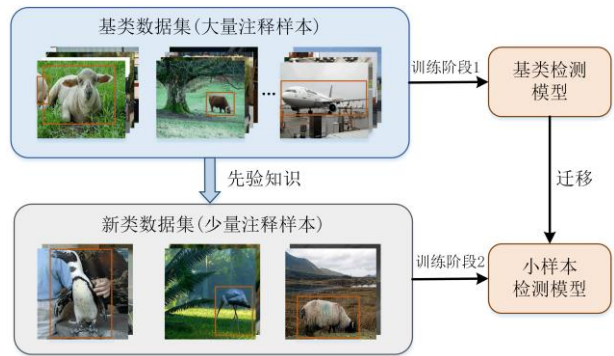 基类数据集(大量注释样本)
...
训练阶段1
基类检测
模型
先验知识
迁移
新类数据集(少量注释样本)
训练阶段2
小样本
检测模型